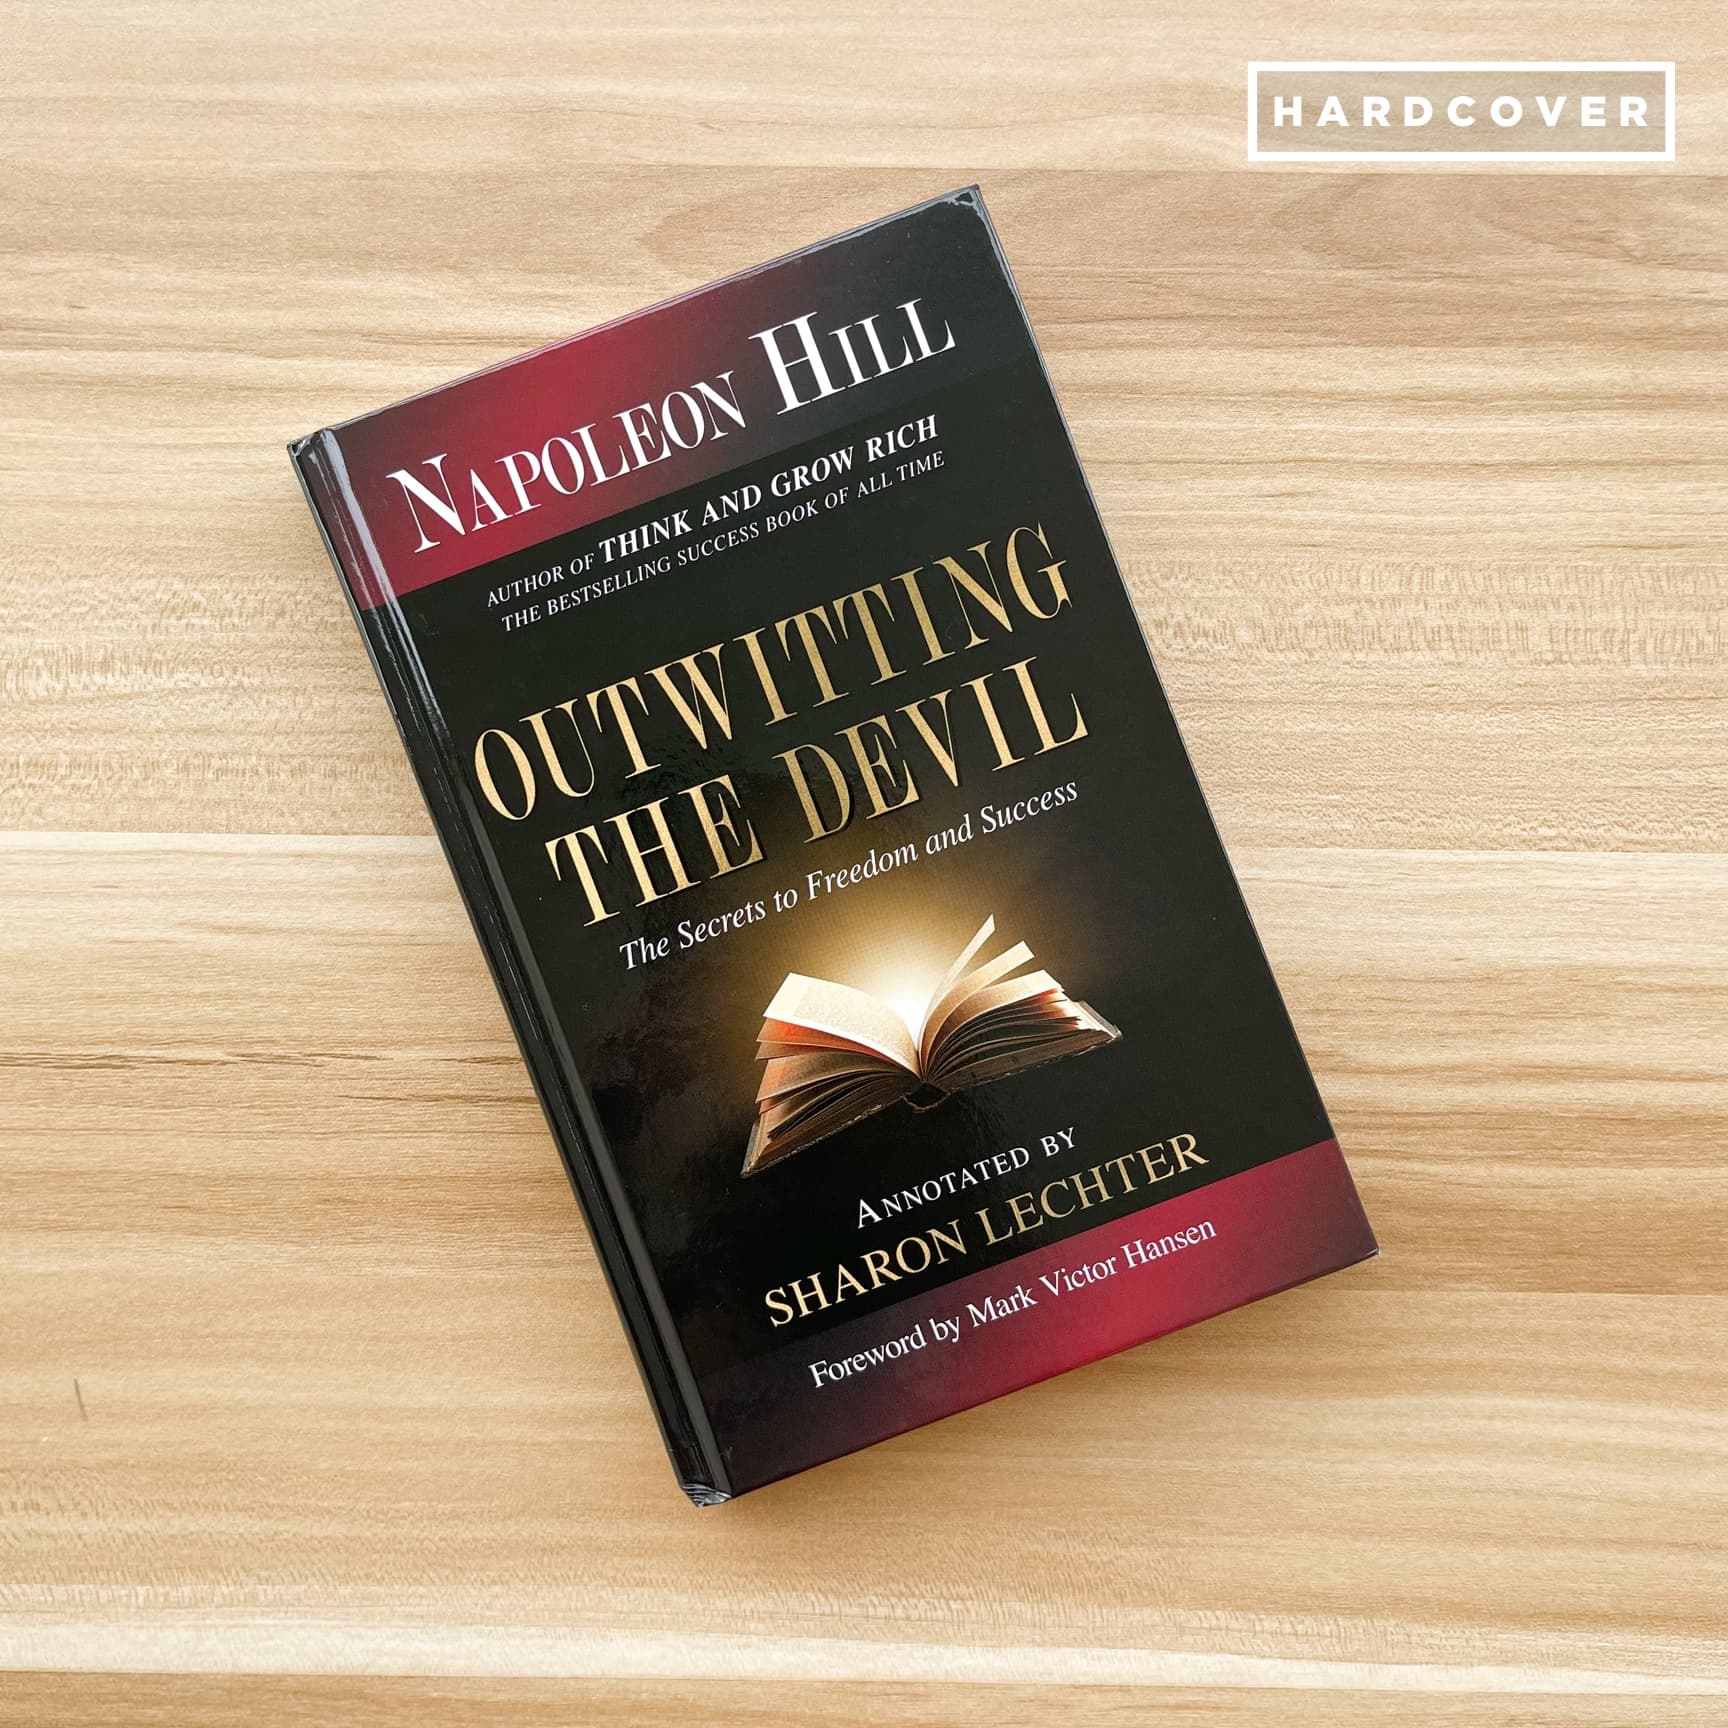 HARDCOVER
NAPOLEON HILL
AUTHOR OF THINK AND GROW RICH
THE BESTSELLING SUCCESS BOOK OF ALL TIME
OUTWITTING
THE DEVIL
The Secrets to Freedom and Success
ANNOTATED BY
SHARON LECHTER
Foreword by Mark Victor Hansen